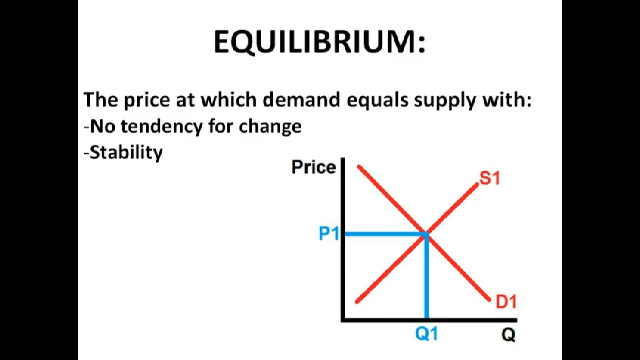 EQUILIBRIUM:
The price at which demand equals supply with:
-No tendency for change
-Stability
Price
S1
P1
D1
Q1
Q